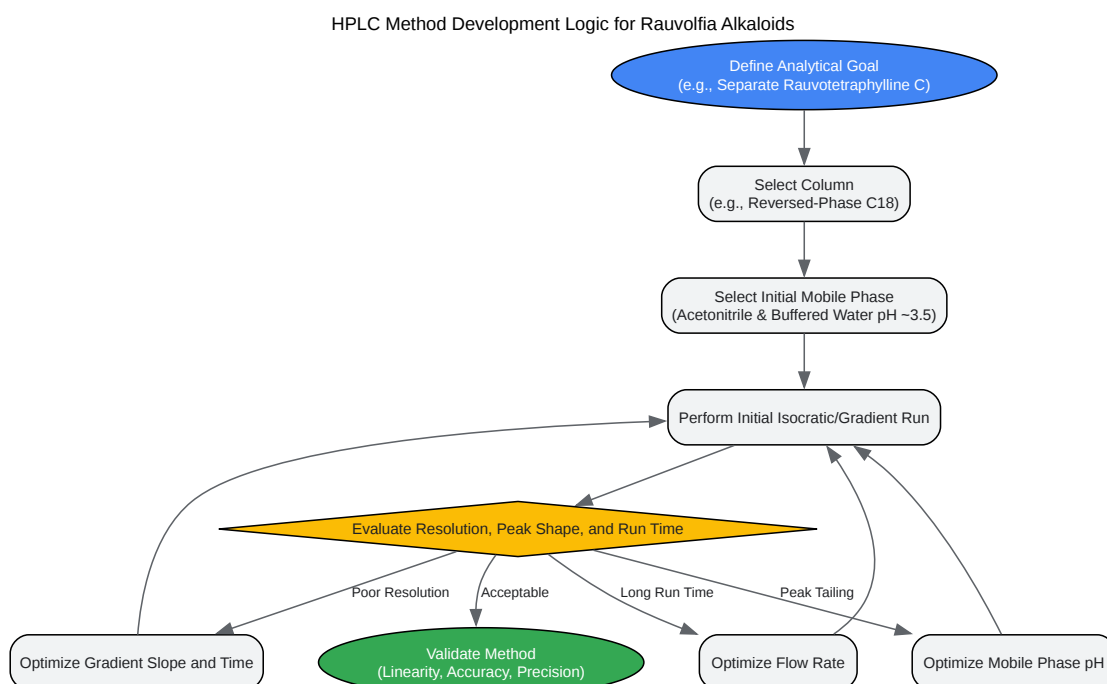 HPLC Method Development Logic for Rauvolfia Alkaloids
Define Analytical Goal
(e.g., Separate Rauvotetraphylline C)
Select Column
(e.g., Reversed-Phase C18)
Select Initial Mobile Phase
(Acetonitrile & Buffered Water pH ~3.5)
Perform Initial Isocratic/Gradient Run
Evaluate Resolution, Peak Shape, and Run Time
Poor Resolution
Acceptable
Long Run Time
Peak Tailing
Optimize Gradient Slope and Time
Validate Method
(Linearity, Accuracy, Precision)
Optimize Flow Rate
Optimize Mobile Phase pH